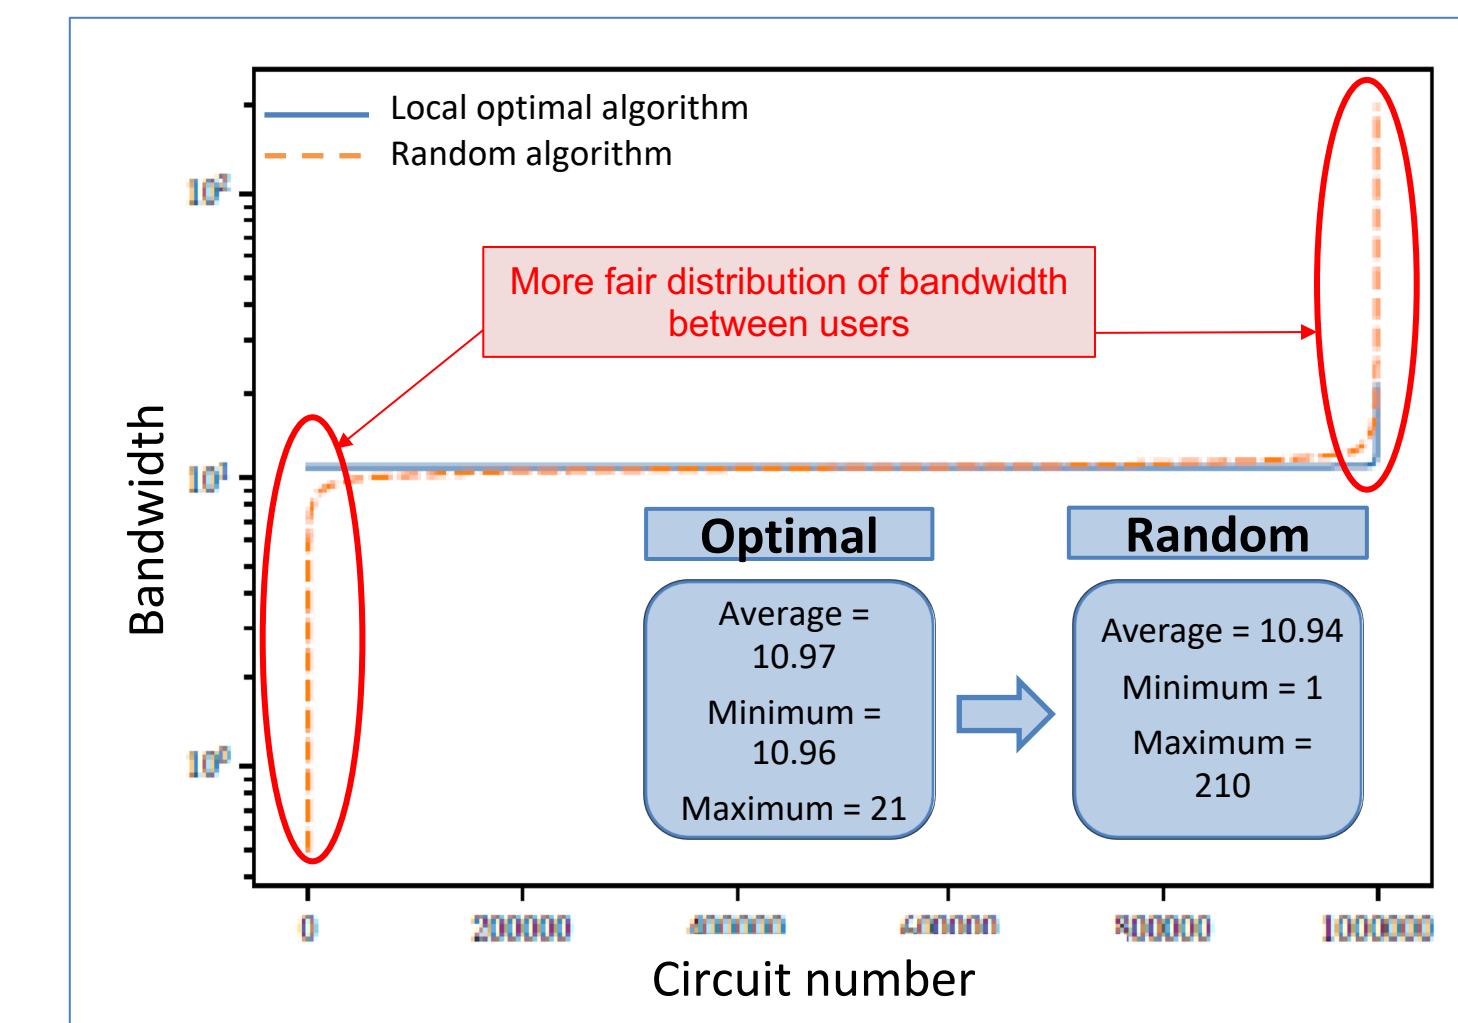 Local optimal algorithm
Random algorithm
10²
More fair distribution of bandwidth
between users
Bandwidth
10¹
Optimal
Random
Average =
10.97
Minimum =
10.96
Maximum = 21
Average = 10.94
Minimum = 1
Maximum =
210
10⁰
0
200000
400000
600000
800000
1000000
Circuit number